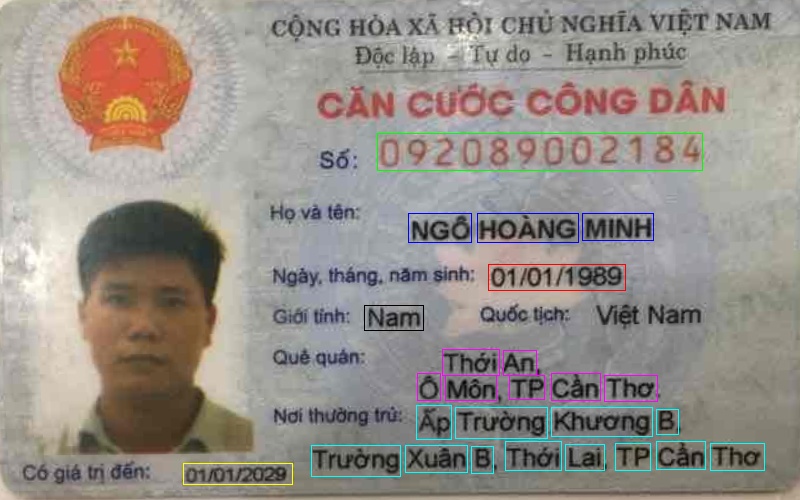 CỘNG HÒA XÃ HỘI CHỦ NGHĨA VIỆT NAM
Độc lập - Tự do - Hạnh phúc
CĂN CƯỚC CÔNG DÂN
Số: 092089002184
Họ và tên:
NGÔ HOÀNG MINH
Ngày, tháng, năm sinh: 01/01/1989
Giới tính: Nam Quốc tịch: Việt Nam
Quê quán: Thới An,
Ô Môn, TP Cần Thơ.
Nơi thường trú: Ấp Trường Khương B,
Trường Xuân B, Thới Lai, TP Cần Thơ
Có giá trị đến: 01/01/2029